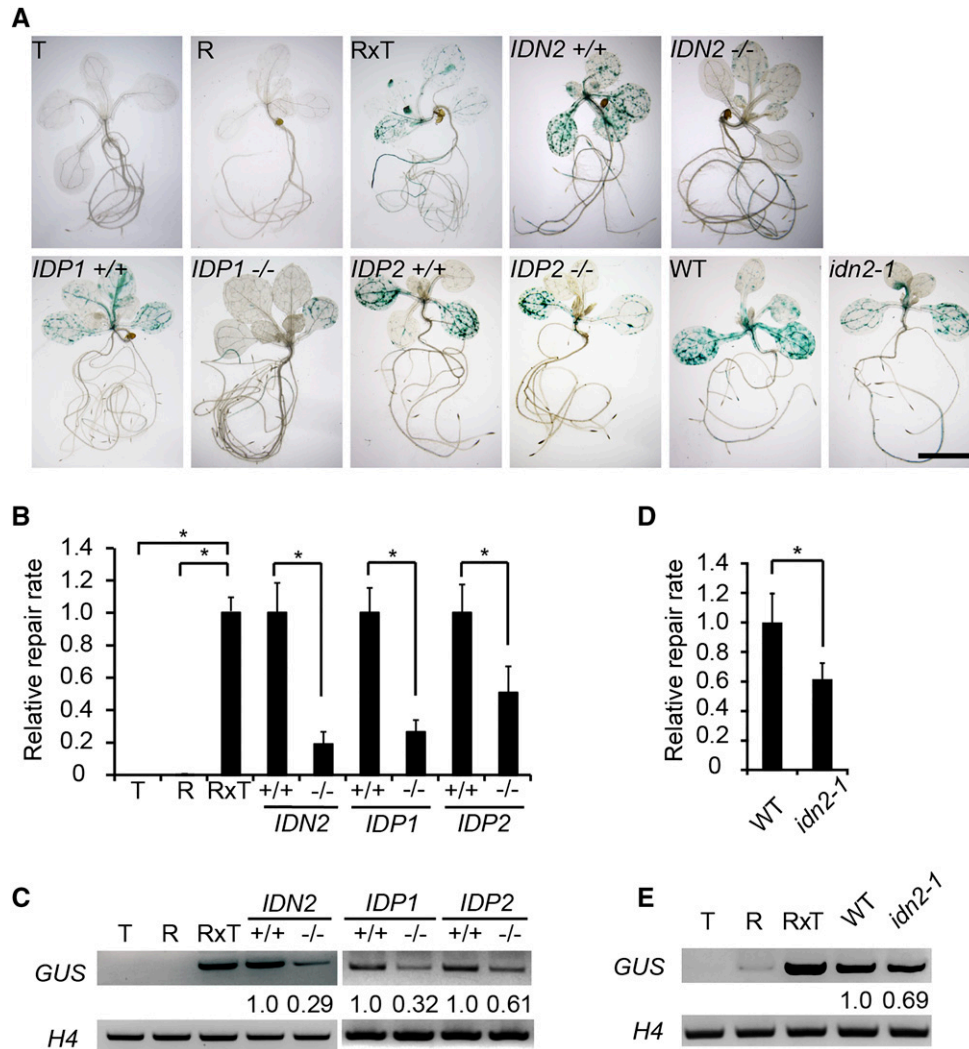 A
T R RxT IDN2 +/+ IDN2 -/-
IDP1 +/+ IDP1 -/- IDP2 +/+ IDP2 -/- WT idn2-1
B
Relative repair rate
1.4
1.2
1.0
0.8
0.6
0.4
0.2
0
* * * * *
T R RxT +/+ -/- +/+ -/- +/+ -/-
IDN2 IDP1 IDP2
D
Relative repair rate
1.4
1.2
1.0
0.8
0.6
0.4
0.2
0
*
WT idn2-1
C
IDN2 IDP1 IDP2
T R RxT +/+ -/- +/+ -/- +/+ -/-
GUS
1.0 0.29 1.0 0.32 1.0 0.61
H4
E
T R RxT WT idn2-1
GUS
1.0 0.69
H4